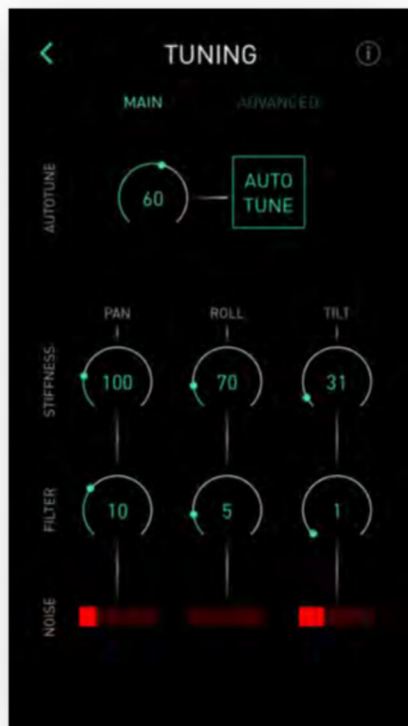 TUNING
MAIN ADVANCED
AUTOTUNE
60
AUTO
TUNE
PAN ROLL TILT
STIFFNESS
100 70 31
FILTER
10 5 1
NOISE